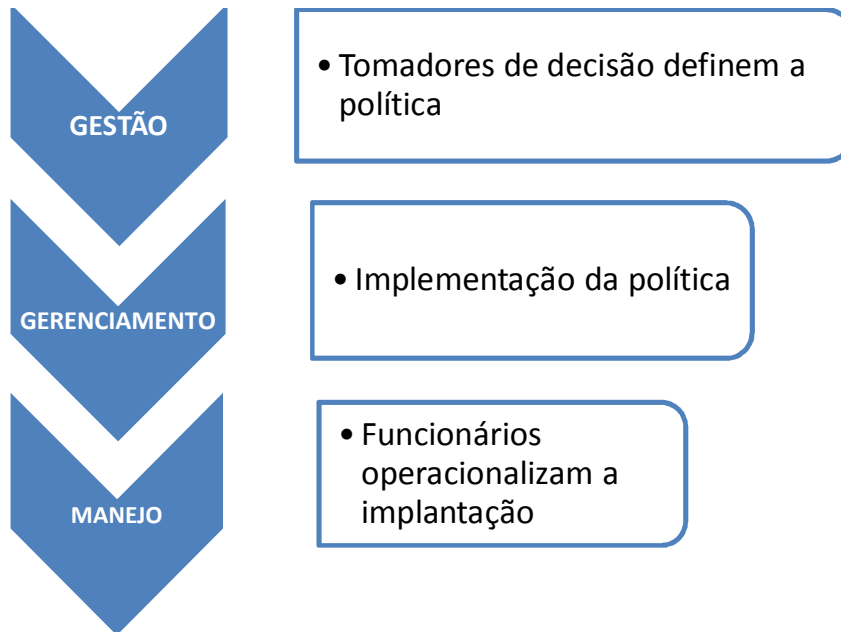 GESTÃO
• Tomadores de decisão definem a
política
GERENCIAMENTO
• Implementação da política
MANEJO
• Funcionários
operacionalizam a
implantação